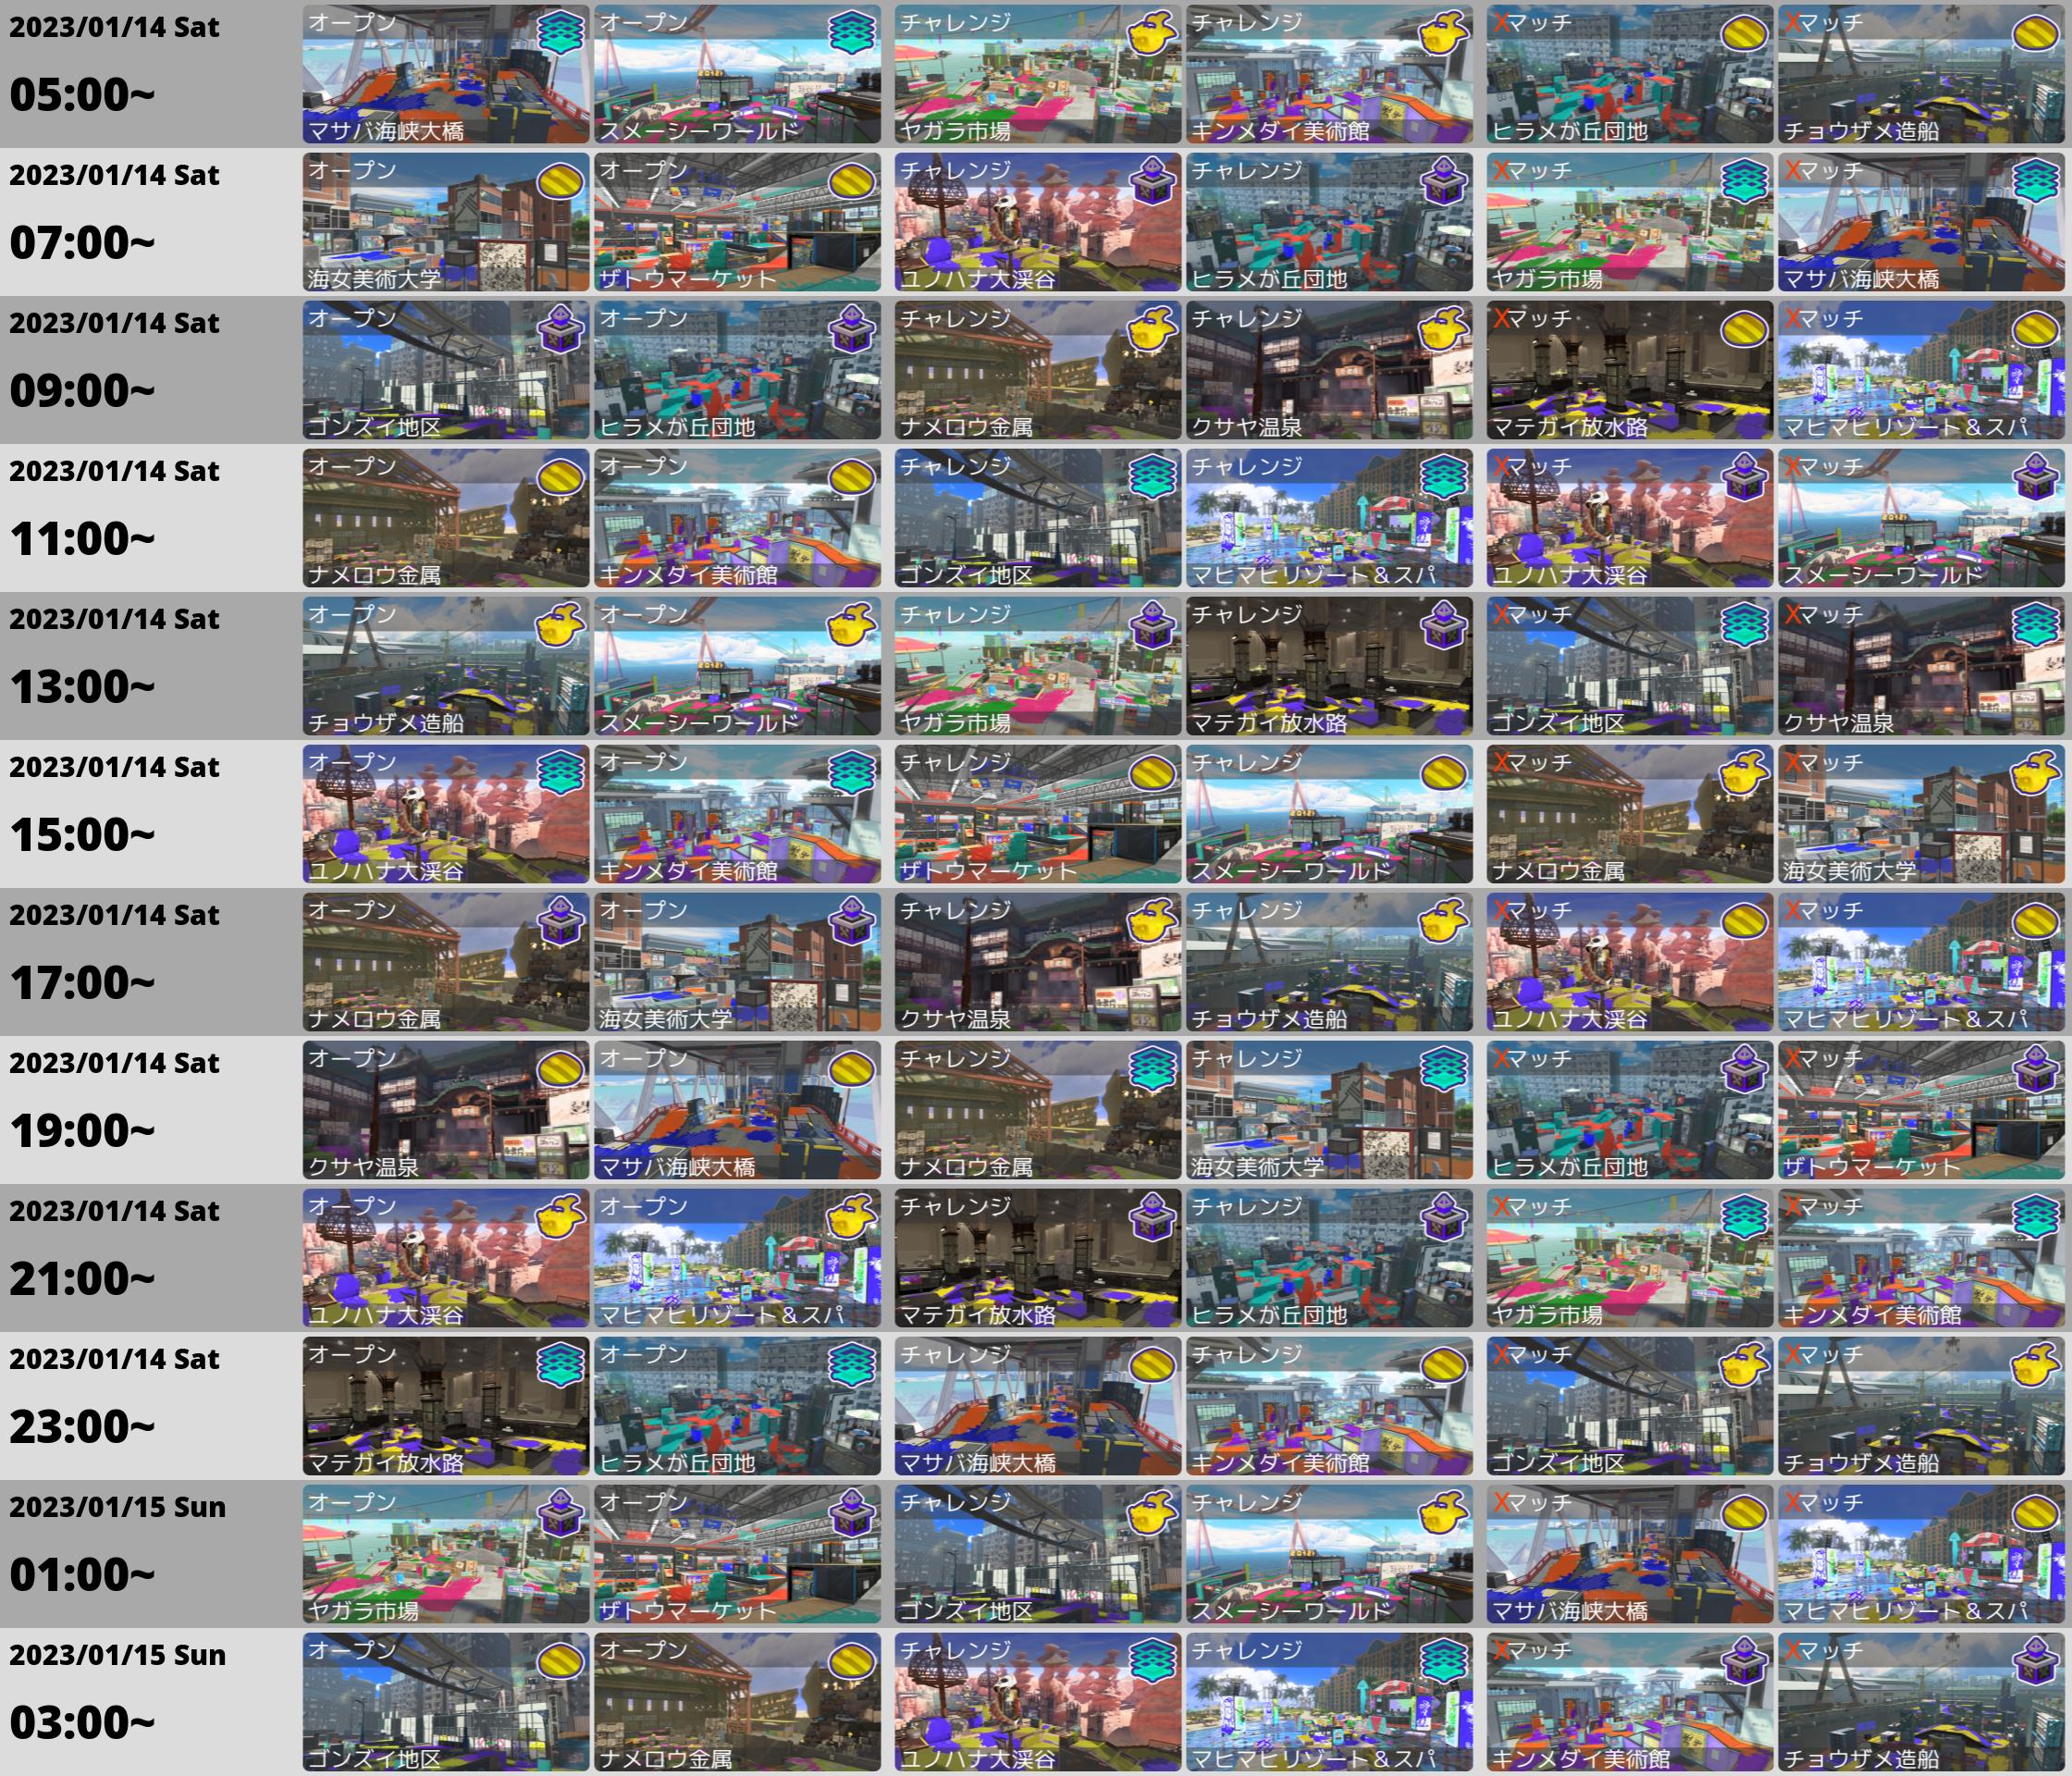 2023/01/14 Sat
05:00~
オープン オープン チャレンジ チャレンジ Xマッチ Xマッチ
マサバ海峡大橋 スメーシーワールド ヤガラ市場 キンメダイ美術館 ヒラメが丘団地 チョウザメ造船
2023/01/14 Sat
07:00~
オープン オープン チャレンジ チャレンジ Xマッチ Xマッチ
海女美術大学 ザトウマーケット ユノハナ大渓谷 ヒラメが丘団地 ヤガラ市場 マサバ海峡大橋
2023/01/14 Sat
09:00~
オープン オープン チャレンジ チャレンジ Xマッチ Xマッチ
ゴンズイ地区 ヒラメが丘団地 ナメロウ金属 クサヤ温泉 マテガイ放水路 マヒマヒリゾート&スパ
2023/01/14 Sat
11:00~
オープン オープン チャレンジ チャレンジ Xマッチ Xマッチ
ナメロウ金属 キンメダイ美術館 ゴンズイ地区 マヒマヒリゾート&スパ ユノハナ大渓谷 スメーシーワールド
2023/01/14 Sat
13:00~
オープン オープン チャレンジ チャレンジ Xマッチ Xマッチ
チョウザメ造船 スメーシーワールド ヤガラ市場 マテガイ放水路 ゴンズイ地区 クサヤ温泉
2023/01/14 Sat
15:00~
オープン オープン チャレンジ チャレンジ Xマッチ Xマッチ
ユノハナ大渓谷 キンメダイ美術館 ザトウマーケット スメーシーワールド ナメロウ金属 海女美術大学
2023/01/14 Sat
17:00~
オープン オープン チャレンジ チャレンジ Xマッチ Xマッチ
ナメロウ金属 海女美術大学 クサヤ温泉 チョウザメ造船 ユノハナ大渓谷 マヒマヒリゾート&スパ
2023/01/14 Sat
19:00~
オープン オープン チャレンジ チャレンジ Xマッチ Xマッチ
クサヤ温泉 マサバ海峡大橋 ナメロウ金属 海女美術大学 ヒラメが丘団地 ザトウマーケット
2023/01/14 Sat
21:00~
オープン オープン チャレンジ チャレンジ Xマッチ Xマッチ
ユノハナ大渓谷 マヒマヒリゾート&スパ マテガイ放水路 ヒラメが丘団地 ヤガラ市場 キンメダイ美術館
2023/01/14 Sat
23:00~
オープン オープン チャレンジ チャレンジ Xマッチ Xマッチ
マテガイ放水路 ヒラメが丘団地 マサバ海峡大橋 キンメダイ美術館 ゴンズイ地区 チョウザメ造船
2023/01/15 Sun
01:00~
オープン オープン チャレンジ チャレンジ Xマッチ Xマッチ
ヤガラ市場 ザトウマーケット ゴンズイ地区 スメーシーワールド マサバ海峡大橋 マヒマヒリゾート&スパ
2023/01/15 Sun
03:00~
オープン オープン チャレンジ チャレンジ Xマッチ Xマッチ
ゴンズイ地区 ナメロウ金属 ユノハナ大渓谷 マヒマヒリゾート&スパ キンメダイ美術館 チョウザメ造船